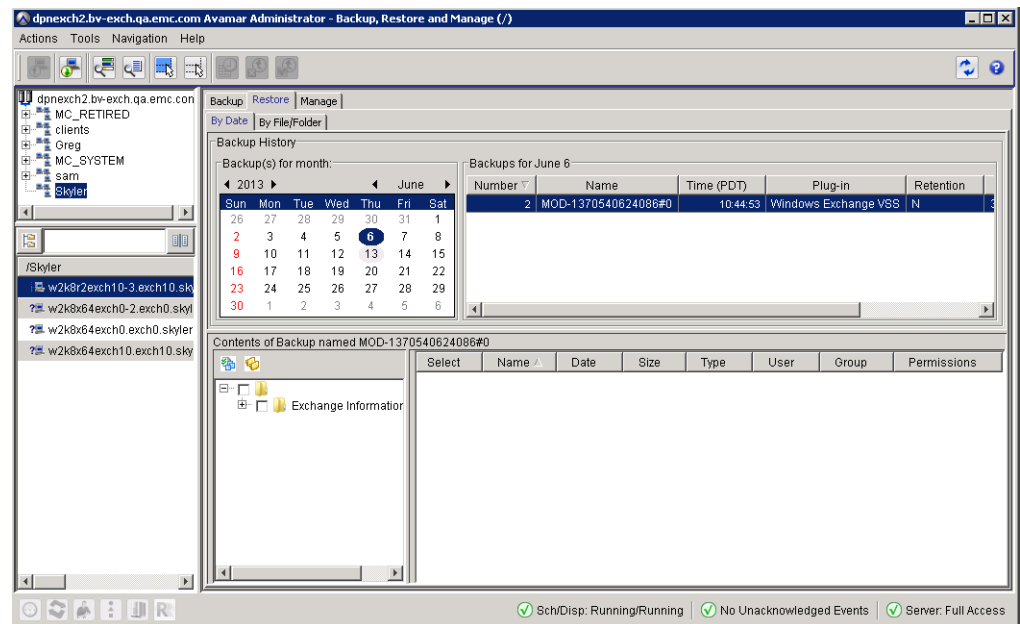 dpnexch2.bv-exch.qa.emc.com Avamar Administrator - Backup, Restore and Manage (/)
Actions Tools Navigation Help
dpnexch2.bv-exch.qa.emc.con
MC_RETIRED
clients
Greg
MC_SYSTEM
sam
Skyler
/Skyler
w2k8r2exch10-3.exch10.sky
?w2k8x64exch0-2.exch0.skyl
?w2k8x64exch0.exch0.skyler
?w2k8x64exch10.exch10.sky
Backup Restore Manage
By Date By File/Folder
Backup History
Backup(s) for month:
2013 June
Sun Mon Tue Wed Thu Fri Sat
26 27 28 29 30 31 1
2 3 4 5 6 7 8
9 10 11 12 13 14 15
16 17 18 19 20 21 22
23 24 25 26 27 28 29
30 1 2 3 4 5 6
Backups for June 6
Number Name Time (PDT) Plug-in Retention
2 MOD-1370540624086#0 10:44:53 Windows Exchange VSS N 3
Contents of Backup named MOD-1370540624086#0
Exchange Information
Select Name Date Size Type User Group Permissions
Sch/Disp: Running/Running No Unacknowledged Events Server: Full Access